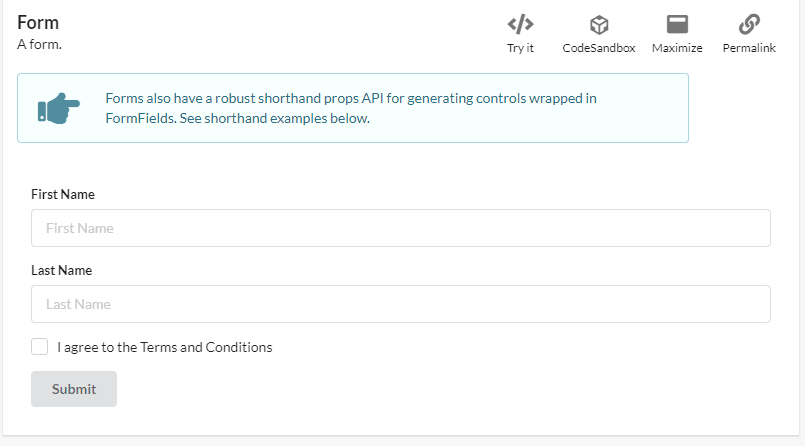 Form
A form.
Try it
CodeSandbox
Maximize
Permalink
Forms also have a robust shorthand props API for generating controls wrapped in
FormFields. See shorthand examples below.
First Name
First Name
Last Name
Last Name
I agree to the Terms and Conditions
Submit